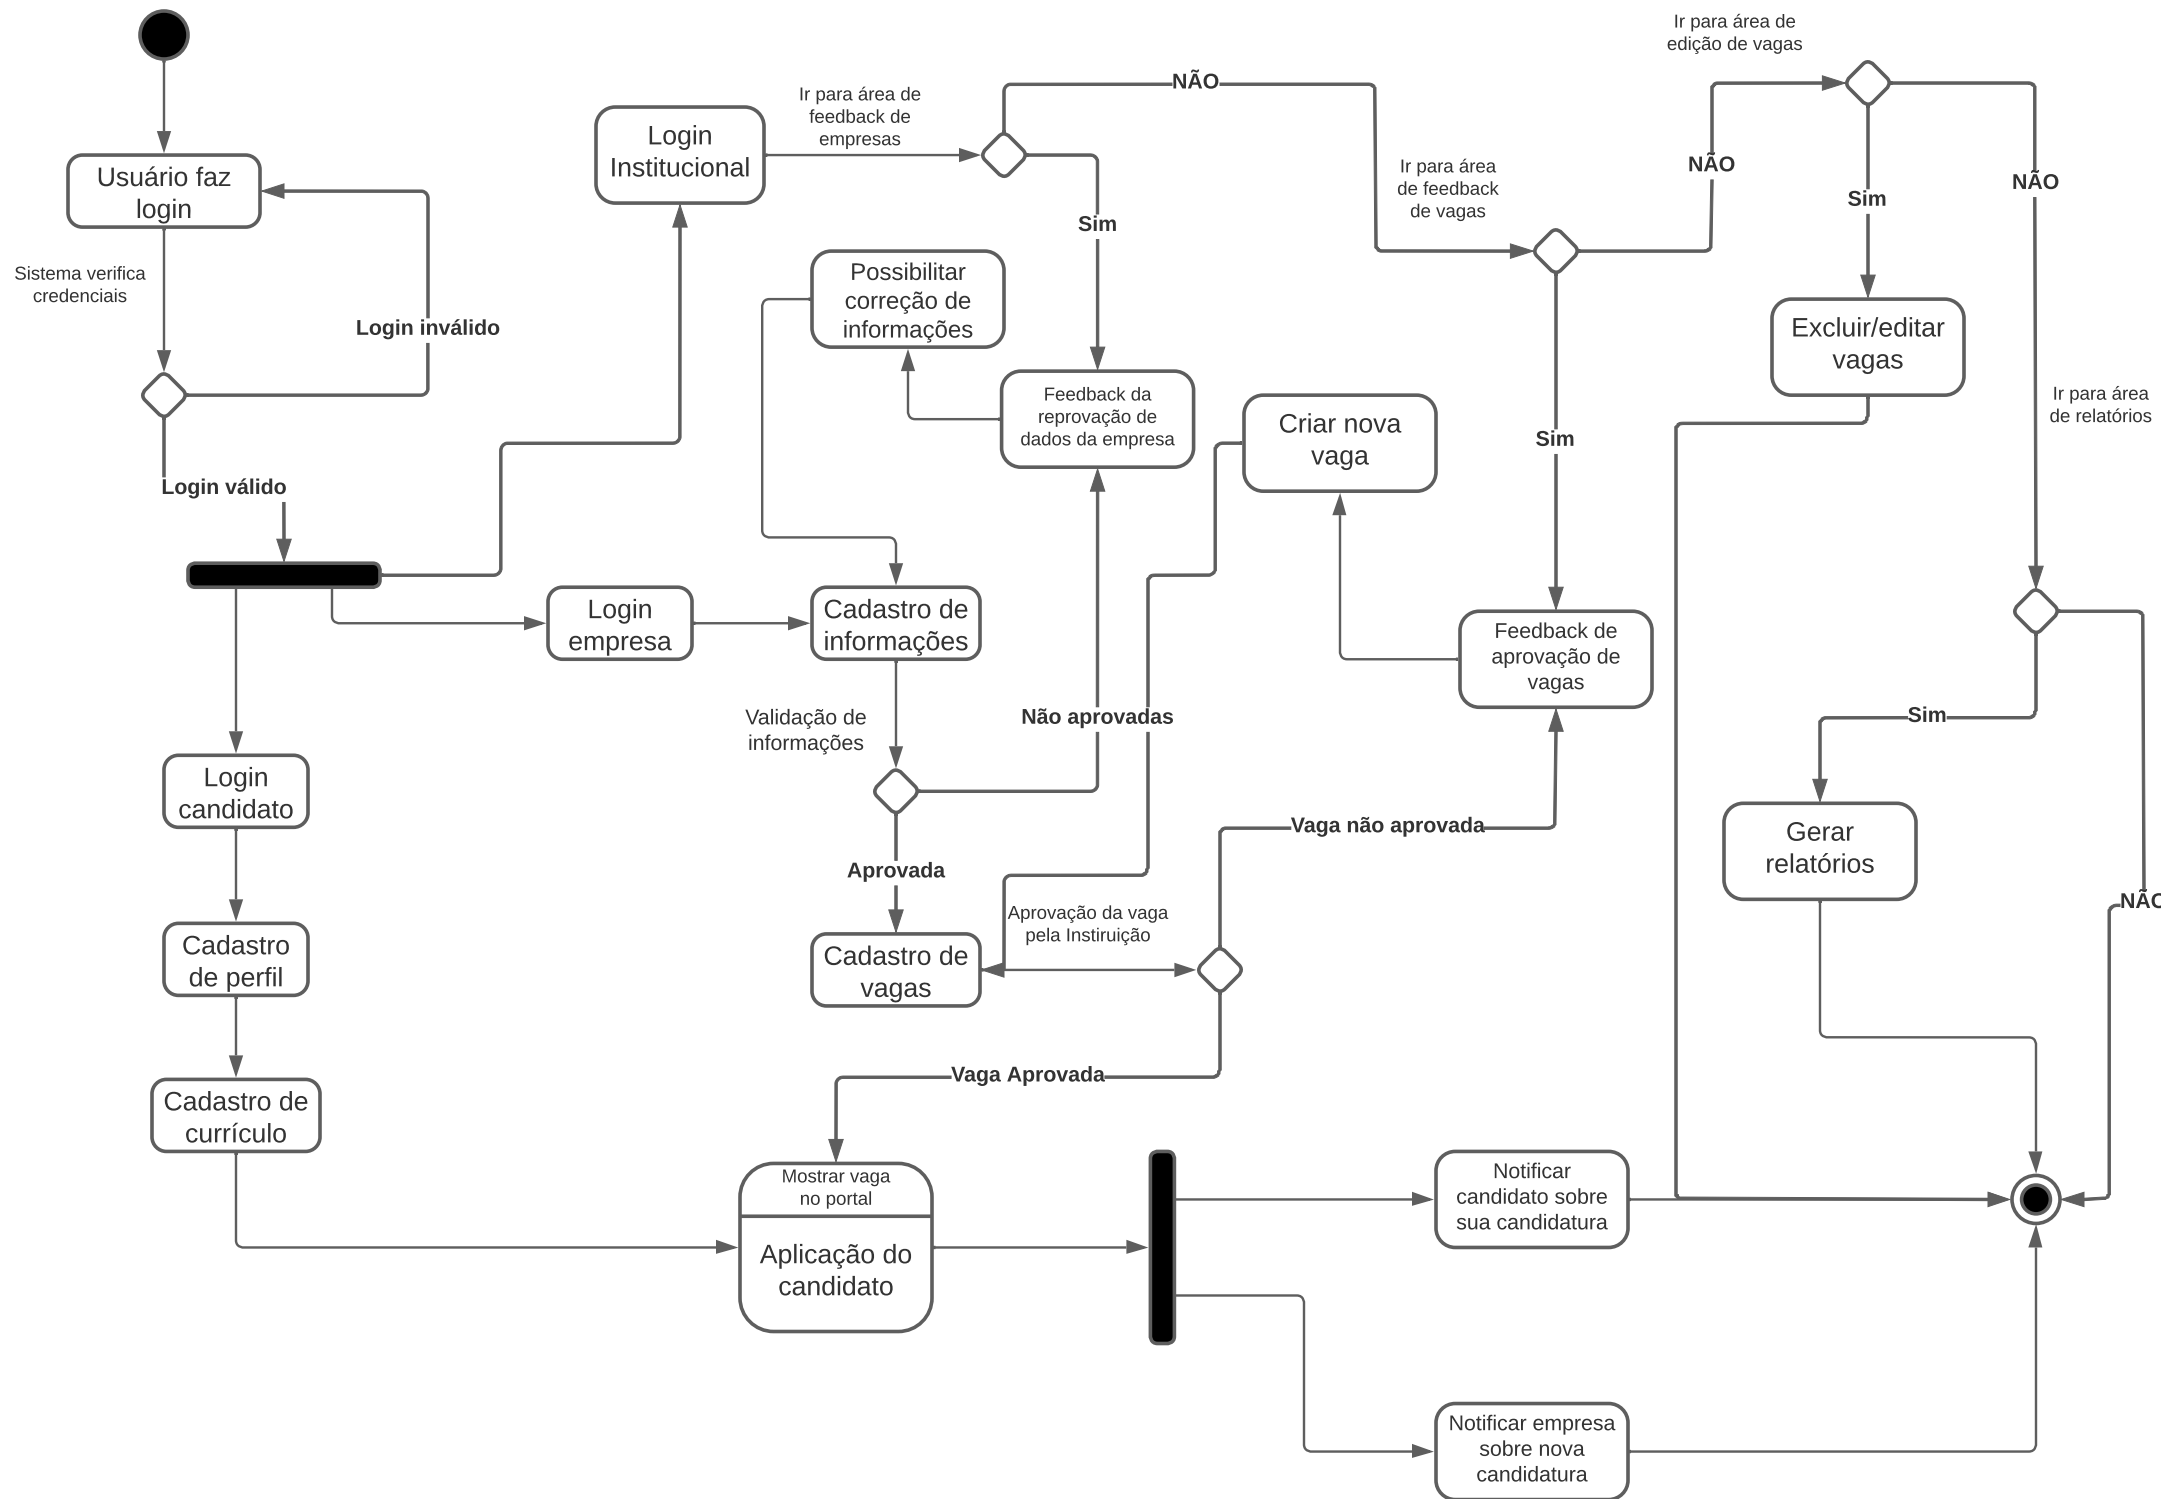 Usuário faz
login
Sistema verifica
credenciais
Login inválido
Login válido
Login
Institucional
Ir para área de
feedback de
empresas
NÃO
Sim
Possibilitar
correção de
informações
Feedback da
reprovação de
dados da empresa
Ir para área
de feedback
de vagas
NÃO
Ir para área de
edição de vagas
Sim
NÃO
Excluir/editar
vagas
Ir para área
de relatórios
Criar nova
vaga
Sim
Login
empresa
Cadastro de
informações
Feedback de
aprovação de
vagas
Validação de
informações
Não aprovadas
Sim
Login
candidato
Vaga não aprovada
Gerar
relatórios
Aprovada
NÃO
Aprovação da vaga
pela Instiruição
Cadastro
de perfil
Cadastro de
vagas
Vaga Aprovada
Cadastro de
currículo
Mostrar vaga
no portal
Aplicação do
candidato
Notificar
candidato sobre
sua candidatura
Notificar empresa
sobre nova
candidatura